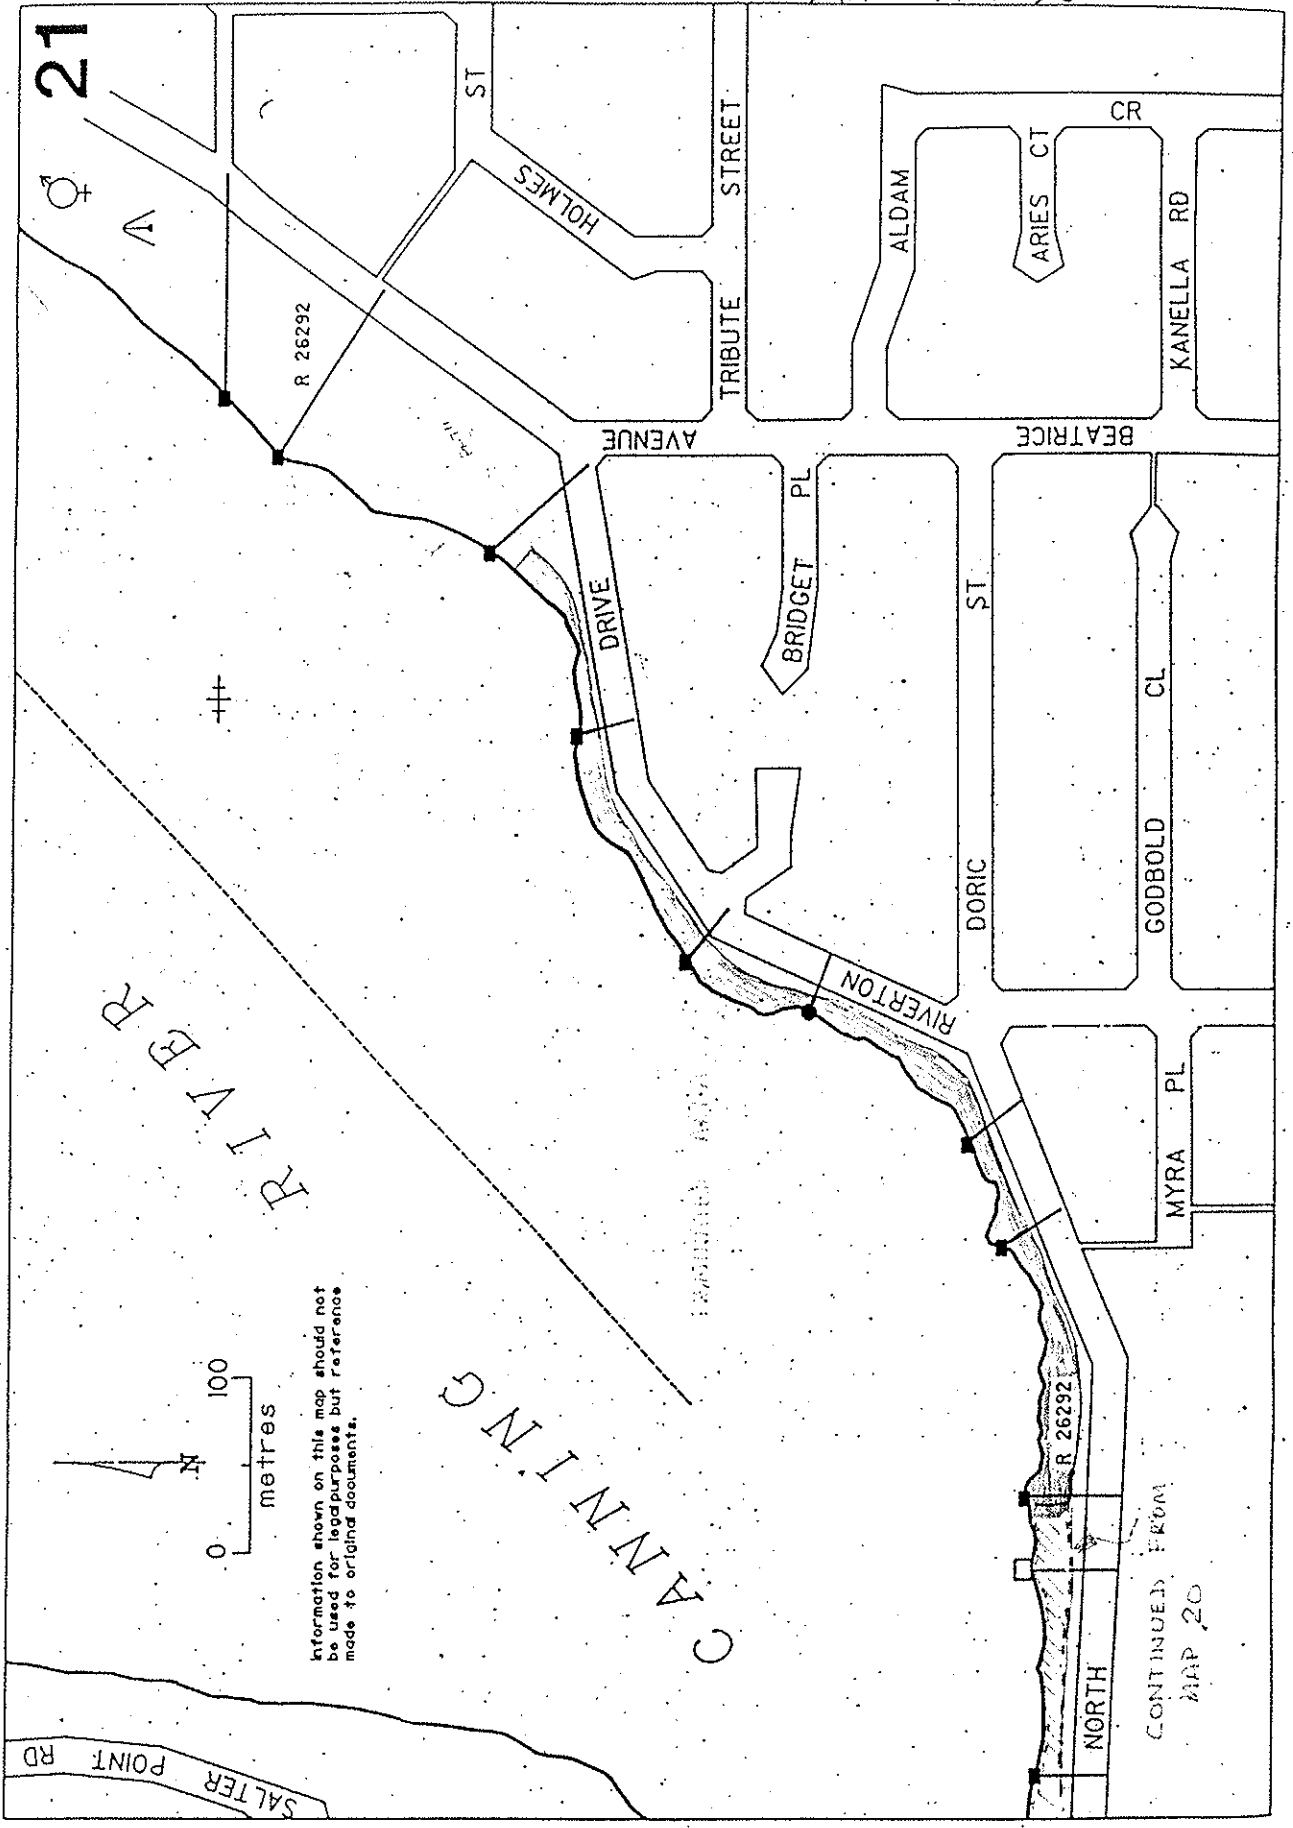 21
R 26292
HOLMES ST
TRIBUTE STREET
ALDAM CR
ARIES CT
KANELLA RD
AVENUE
BEATRICE
BRIDGET PL
DORIC ST
GODBOLD CL
MYRA PL
NORTH RIVERTON DRIVE
R 26292
CANNING RIVER
SALTER POINT RD
N
0 100
metres
Information shown on this map should not
be used for legal purposes but reference
made to original documents.
CONTINUED FROM
MAP 20